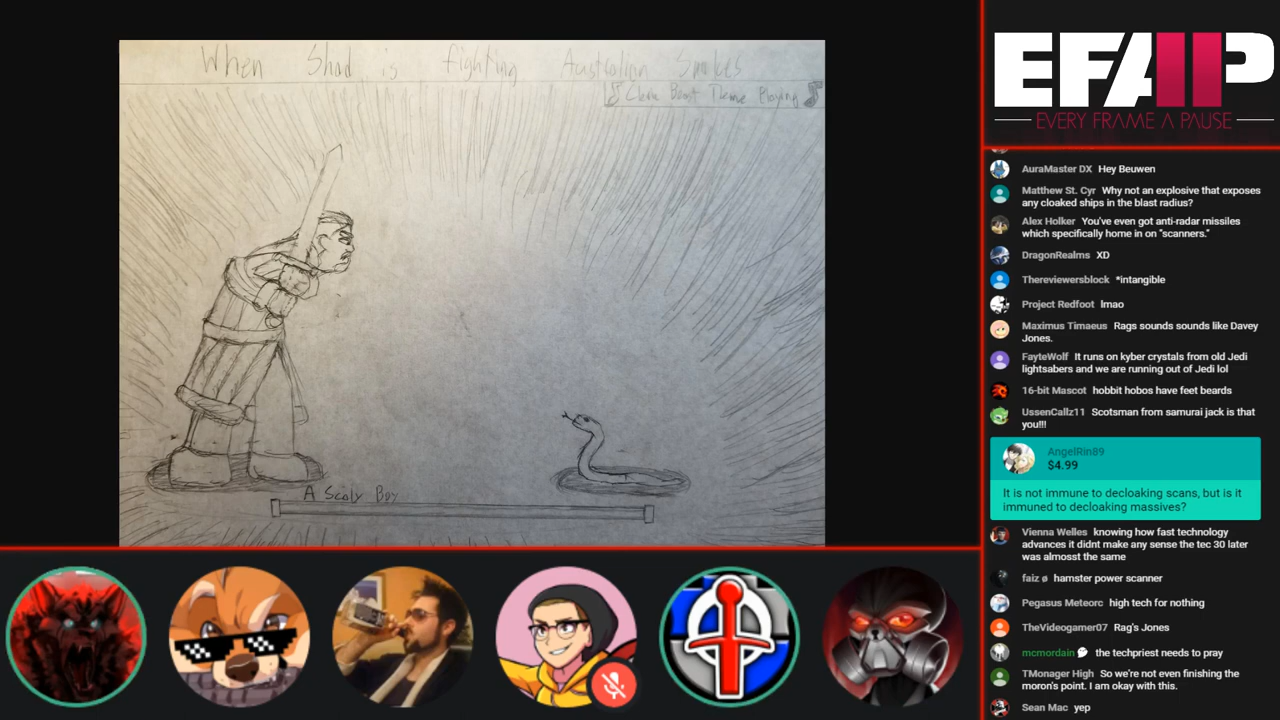 When Shad is fighting Australian Snakes
Cleric Beast Theme Playing
A Scaly Boy
EFAP
EVERY FRAME A PAUSE
AuraMaster DX Hey Beuwen
Matthew St. Cyr Why not an explosive that exposes
any cloaked ships in the blast radius?
Alex Holker You've even got anti-radar missiles
which specifically home in on "scanners."
DragonRealms XD
Thereviewersblock *intangible
Project Redfoot lmao
Maximus Timaeus Rags sounds sounds like Davey
Jones.
FayteWolf It runs on kyber crystals from old Jedi
lightsabers and we are running out of Jedi lol
16-bit Mascot hobbit hobos have feet beards
UssenCallz11 Scotsman from samurai jack is that
you!!!
AngelRin89
$4.99
It is not immune to decloaking scans, but is it
immuned to decloaking massives?
Vienna Welles knowing how fast technology
advances it didnt make any sense the tec 30 later
was almosst the same
faiz ø hamster power scanner
Pegasus Meteorc high tech for nothing
TheVideogamer07 Rag's Jones
mcmordain the techpriest needs to pray
TMonager High So we're not even finishing the
moron's point. I am okay with this.
Sean Mac yep